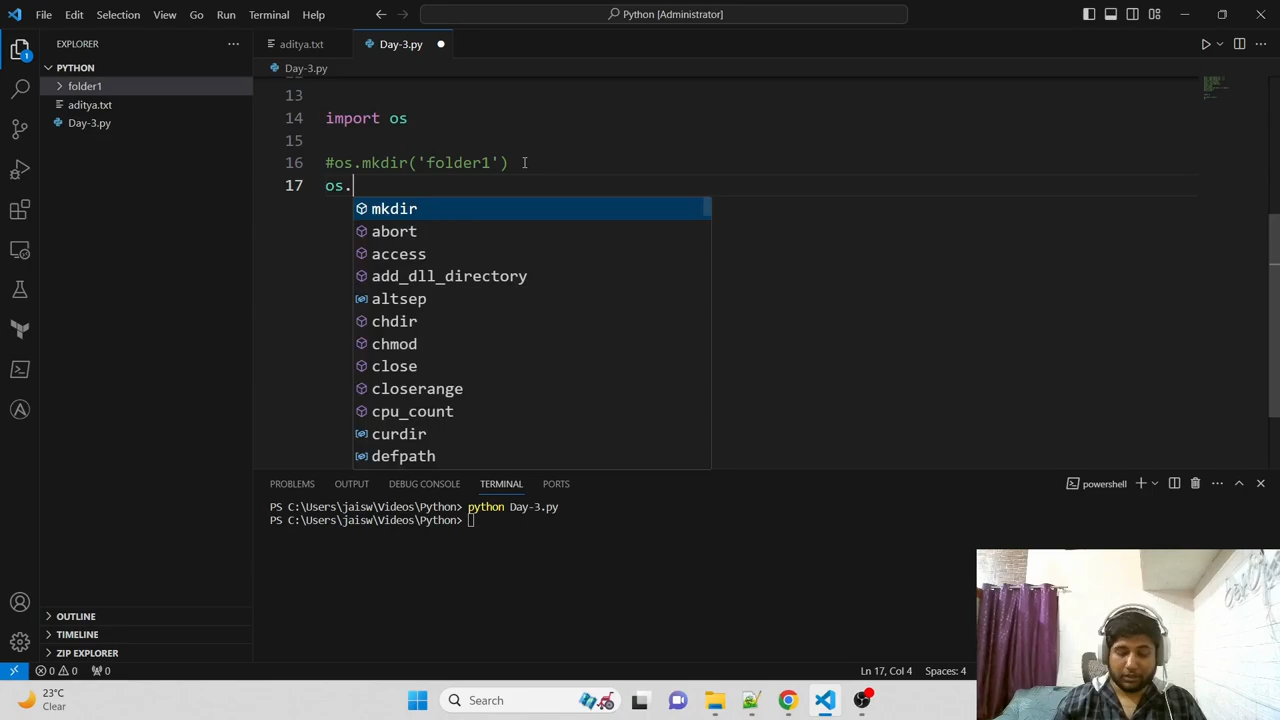 File Edit Selection View Go Run Terminal Help
Python [Administrator]
EXPLORER
aditya.txt
Day-3.py
PYTHON
Day-3.py
folder1
aditya.txt
Day-3.py
13
14 import os
15
16 #os.mkdir('folder1')
17 os.
mkdir
abort
access
add_dll_directory
altsep
chdir
chmod
close
closerange
cpu_count
curdir
defpath
PROBLEMS OUTPUT DEBUG CONSOLE TERMINAL PORTS
powershell
PS C:\Users\jaisw\Videos\Python> python Day-3.py
PS C:\Users\jaisw\Videos\Python>
OUTLINE
TIMELINE
ZIP EXPLORER
1
0 0 0
Ln 17, Col 4 Spaces: 4
23°C
Clear
Search